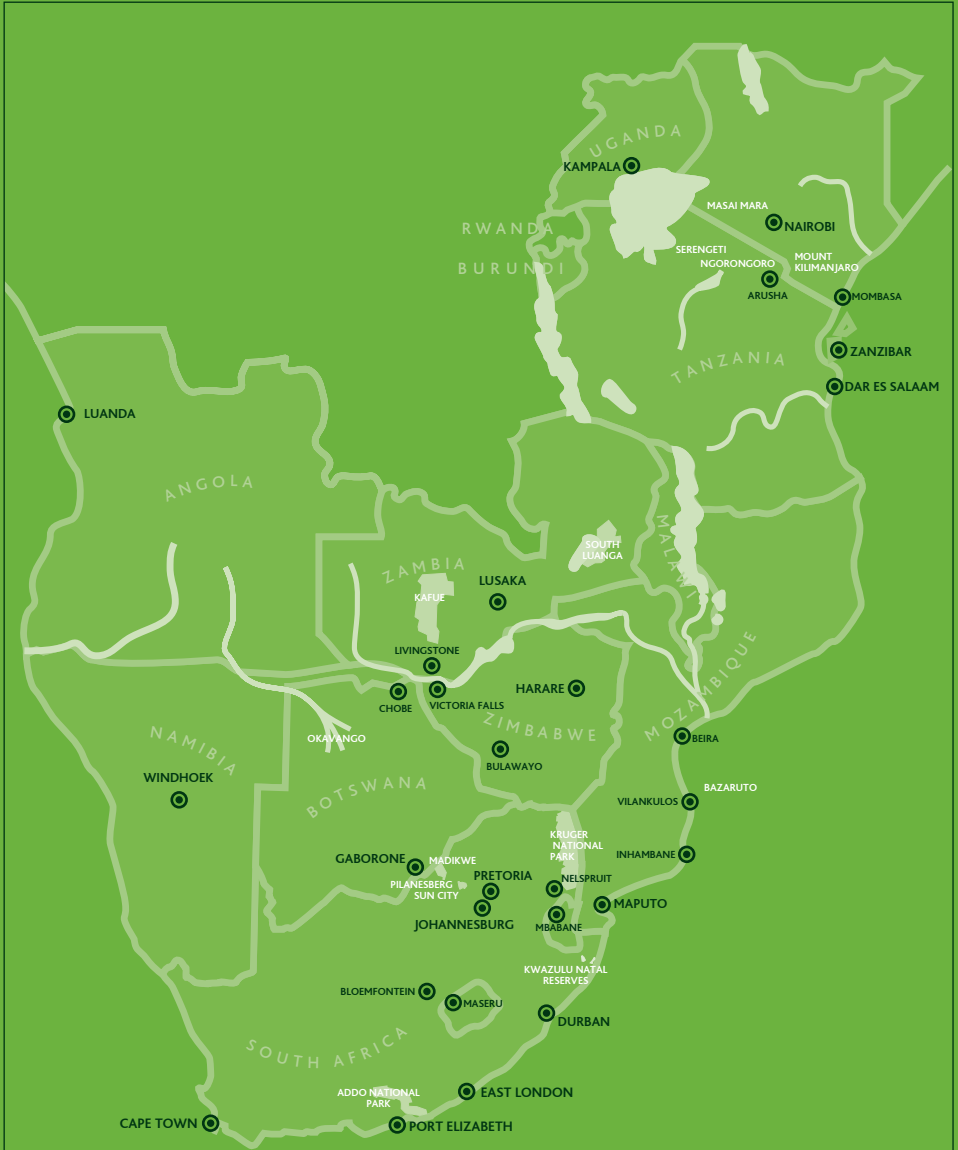 UGANDA
KAMPALA
MASAI MARA
RWANDA
NAIROBI
SERENGETI
NGORONGORO
MOUNT
KILIMANJARO
BURUNDI
ARUSHA
MOMBASA
ZANZIBAR
TANZANIA
DAR ES SALAAM
LUANDA
ANGOLA
SOUTH
LUANGA
MALAWI
ZAMBIA
LUSAKA
KAFUE
LIVINGSTONE
HARARE
CHOBE
VICTORIA FALLS
MOZAMBIQUE
ZIMBABWE
OKAVANGO
BEIRA
NAMIBIA
BULAWAYO
WINDHOEK
BOTSWANA
BAZARUTO
VILANKULOS
KRUGER
NATIONAL
PARK
INHAMBANE
GABORONE
MADIKWE
PRETORIA
NELSPRUIT
PILANESBERG
SUN CITY
MAPUTO
JOHANNESBURG
MBABANE
KWAZULU NATAL
RESERVES
BLOEMFONTEIN
MASERU
DURBAN
SOUTH AFRICA
ADDO NATIONAL
PARK
EAST LONDON
CAPE TOWN
PORT ELIZABETH